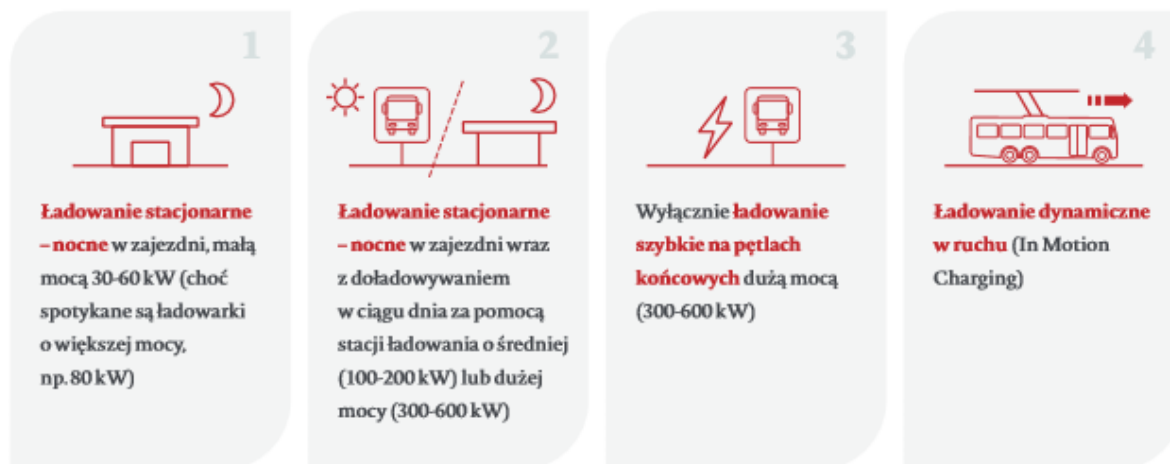 1
Ładowanie stacjonarne
– nocne w zajezdni, małą
mocą 30-60 kW (choć
spotykane są ładowarki
o większej mocy,
np. 80 kW)
2
Ładowanie stacjonarne
– nocne w zajezdni wraz
z doładowywaniem
w ciągu dnia za pomocą
stacji ładowania o średniej
(100-200 kW) lub dużej
mocy (300-600 kW)
3
Wyłącznie ładowanie
szybkie na pętlach
końcowych dużą mocą
(300-600 kW)
4
Ładowanie dynamiczne
w ruchu (In Motion
Charging)